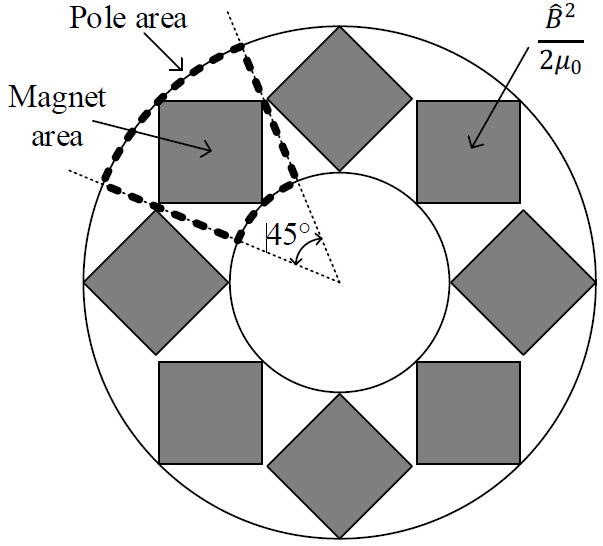 Pole area
B̂²
2μ₀
Magnet
area
45°